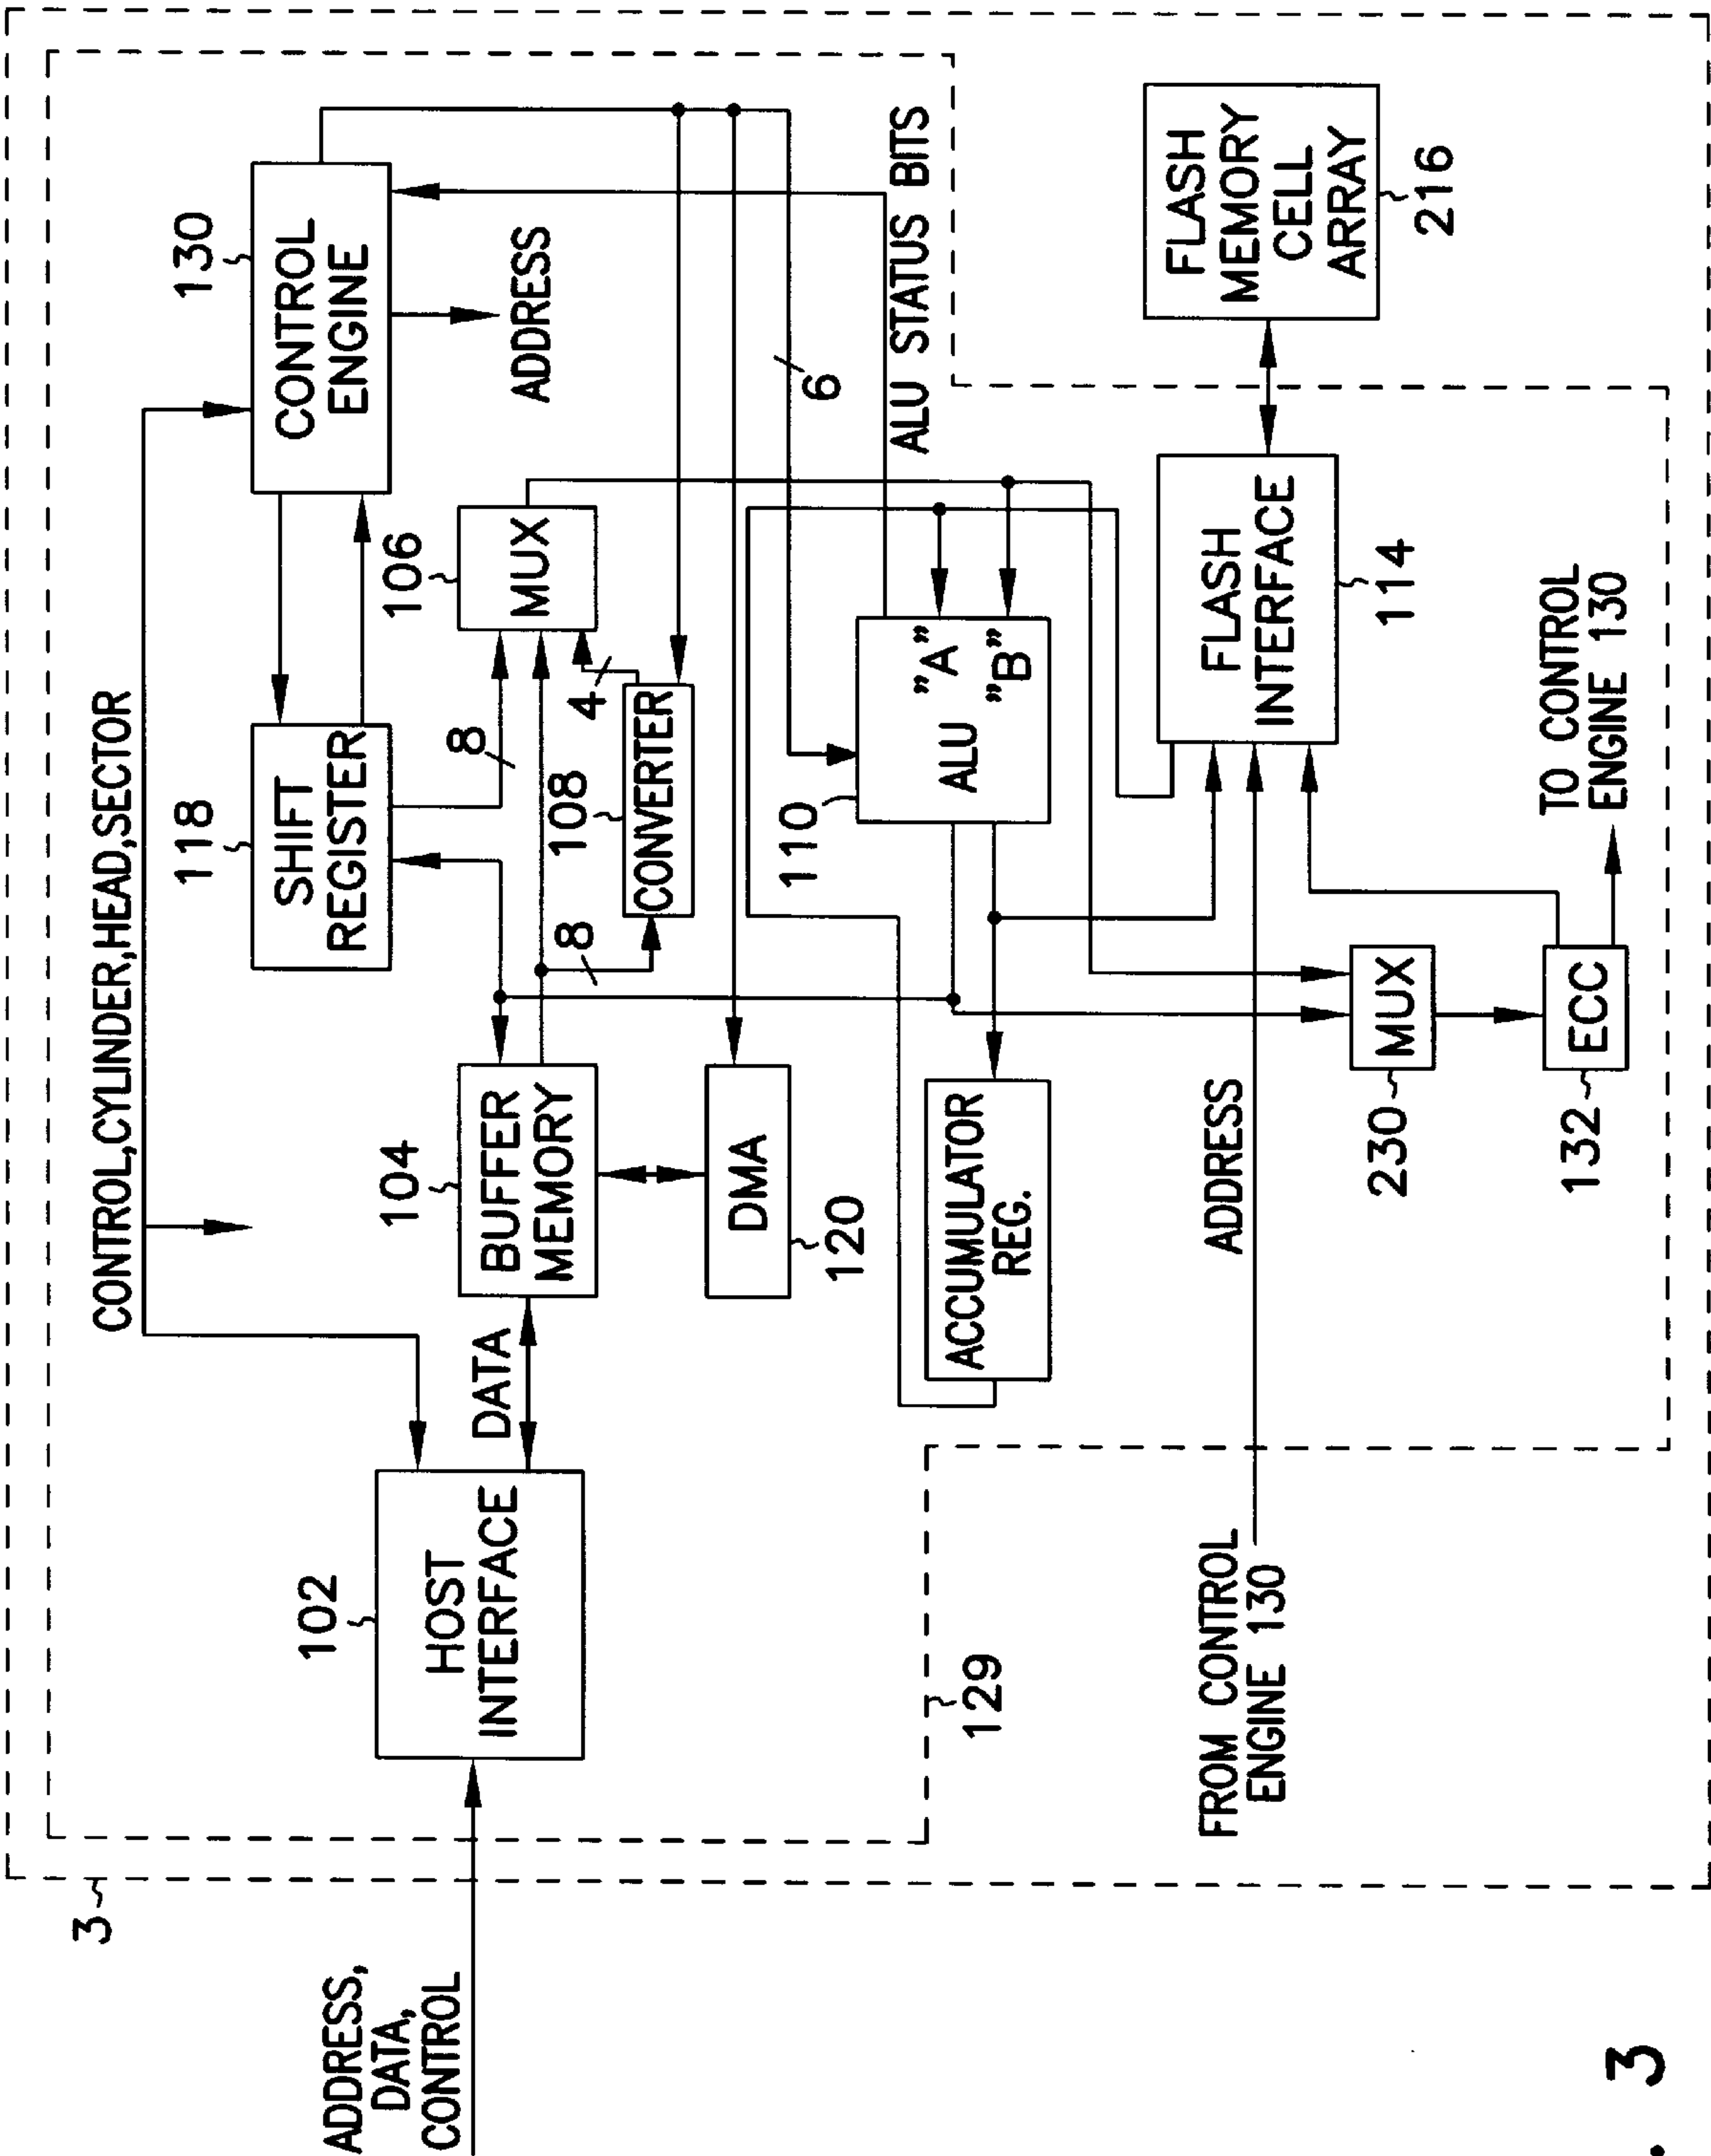 CONTROL,CYLINDER,HEAD,SECTOR
118
SHIFT
REGISTER
130
CONTROL
ENGINE
ADDRESS
102
HOST
INTERFACE
DATA
104
BUFFER
MEMORY
8
8
106
MUX
108
CONVERTER
4
6
DMA
120
ALU STATUS BITS
110
ALU
"A"
"B"
ACCUMULATOR
REG.
129
3
ADDRESS,
DATA,
CONTROL
FROM CONTROL
ENGINE 130
ADDRESS
FLASH
INTERFACE
114
FLASH
MEMORY
CELL
ARRAY
216
230
MUX
132
ECC
TO CONTROL
ENGINE 130
. 3